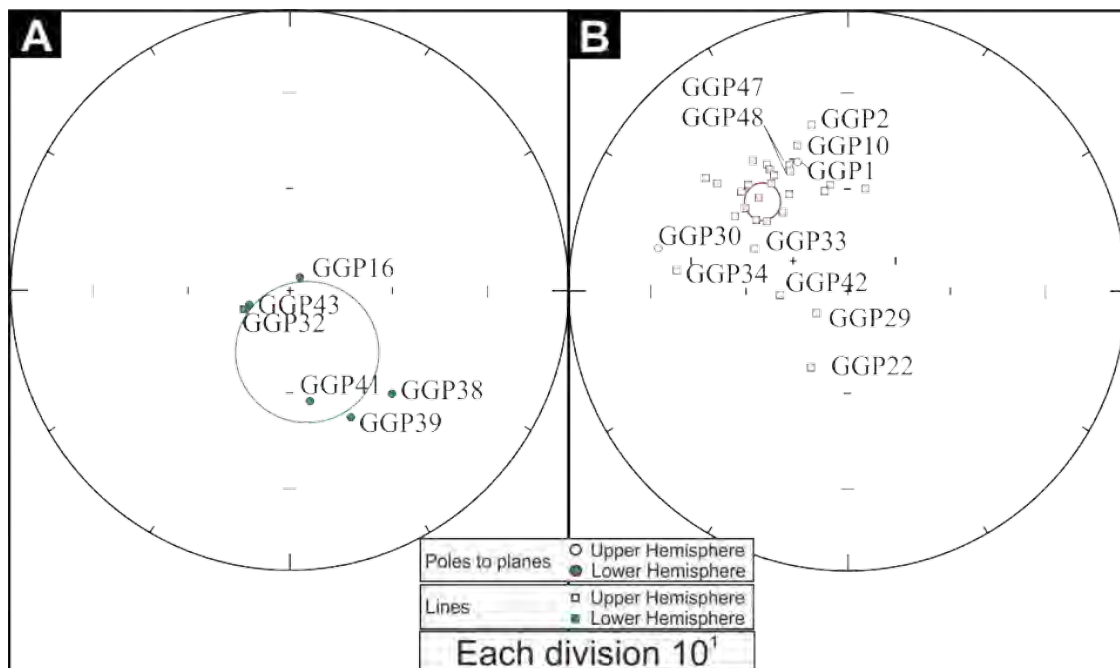 A
B
GGP47
GGP48
GGP2
GGP10
GGP1
GGP16
GGP43
GGP32
GGP30
GGP33
GGP34
GGP42
GGP29
GGP41
GGP38
GGP39
GGP22
Poles to planes
Upper Hemisphere
Lower Hemisphere
Lines
Upper Hemisphere
Lower Hemisphere
Each division 10¹